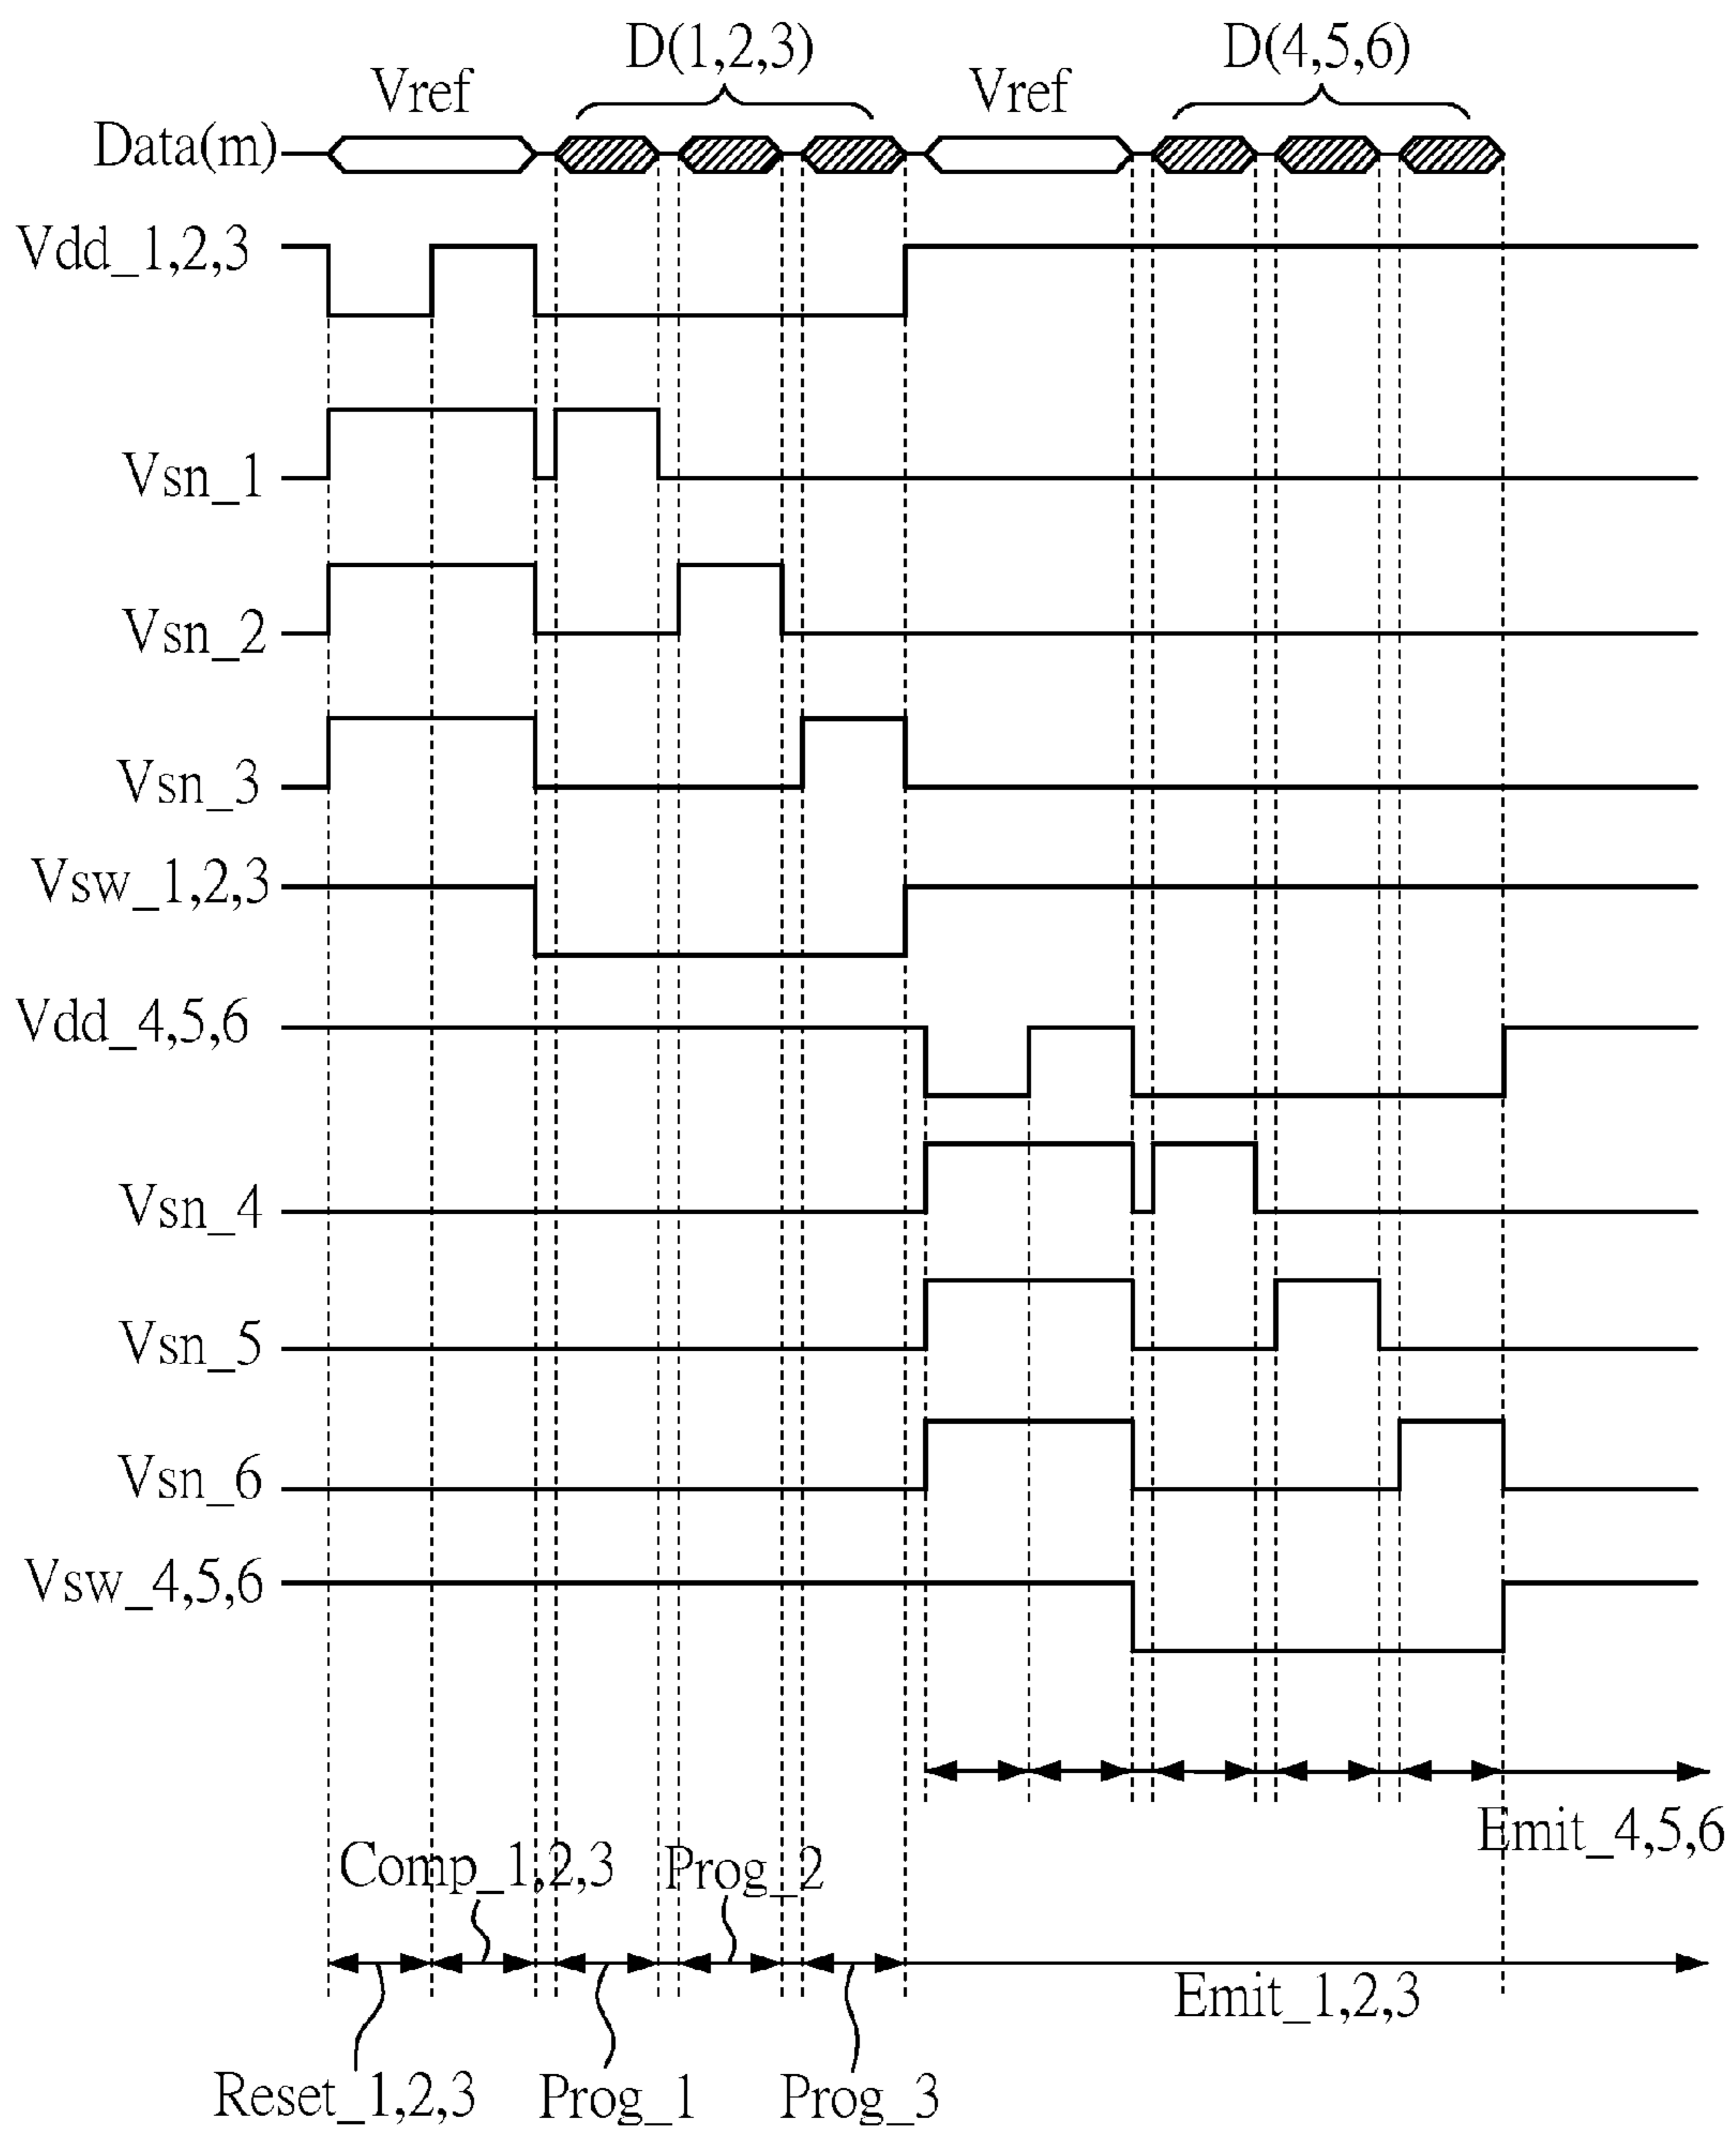 D(1,2,3) D(4,5,6)
Vref Vref
Data(m)
Vdd_1,2,3
Vsn_1
Vsn_2
Vsn_3
Vsw_1,2,3
Vdd_4,5,6
Vsn_4
Vsn_5
Vsn_6
Vsw_4,5,6
Emit_4,5,6
Comp_1,2,3 Prog_2
Emit_1,2,3
Reset_1,2,3 Prog_1 Prog_3